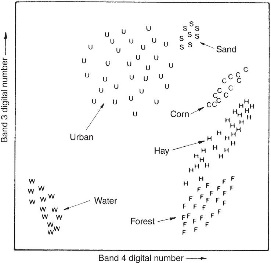 Band 3 digital number
Sand
Corn
Urban
Hay
Water
Forest
Band 4 digital number